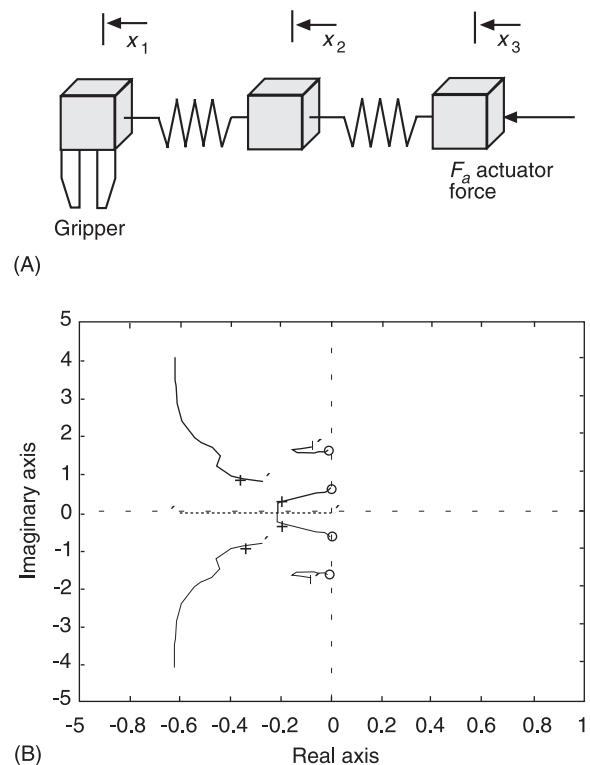 x1 x2 x3
Fa actuator
force
Gripper
(A)
5
4
3
2
1
0
-1
-2
-3
-4
-5
Imaginary axis
-5 -0.8 -0.6 -0.4 -0.2 0 0.2 0.4 0.6 0.8 1
Real axis
(B)